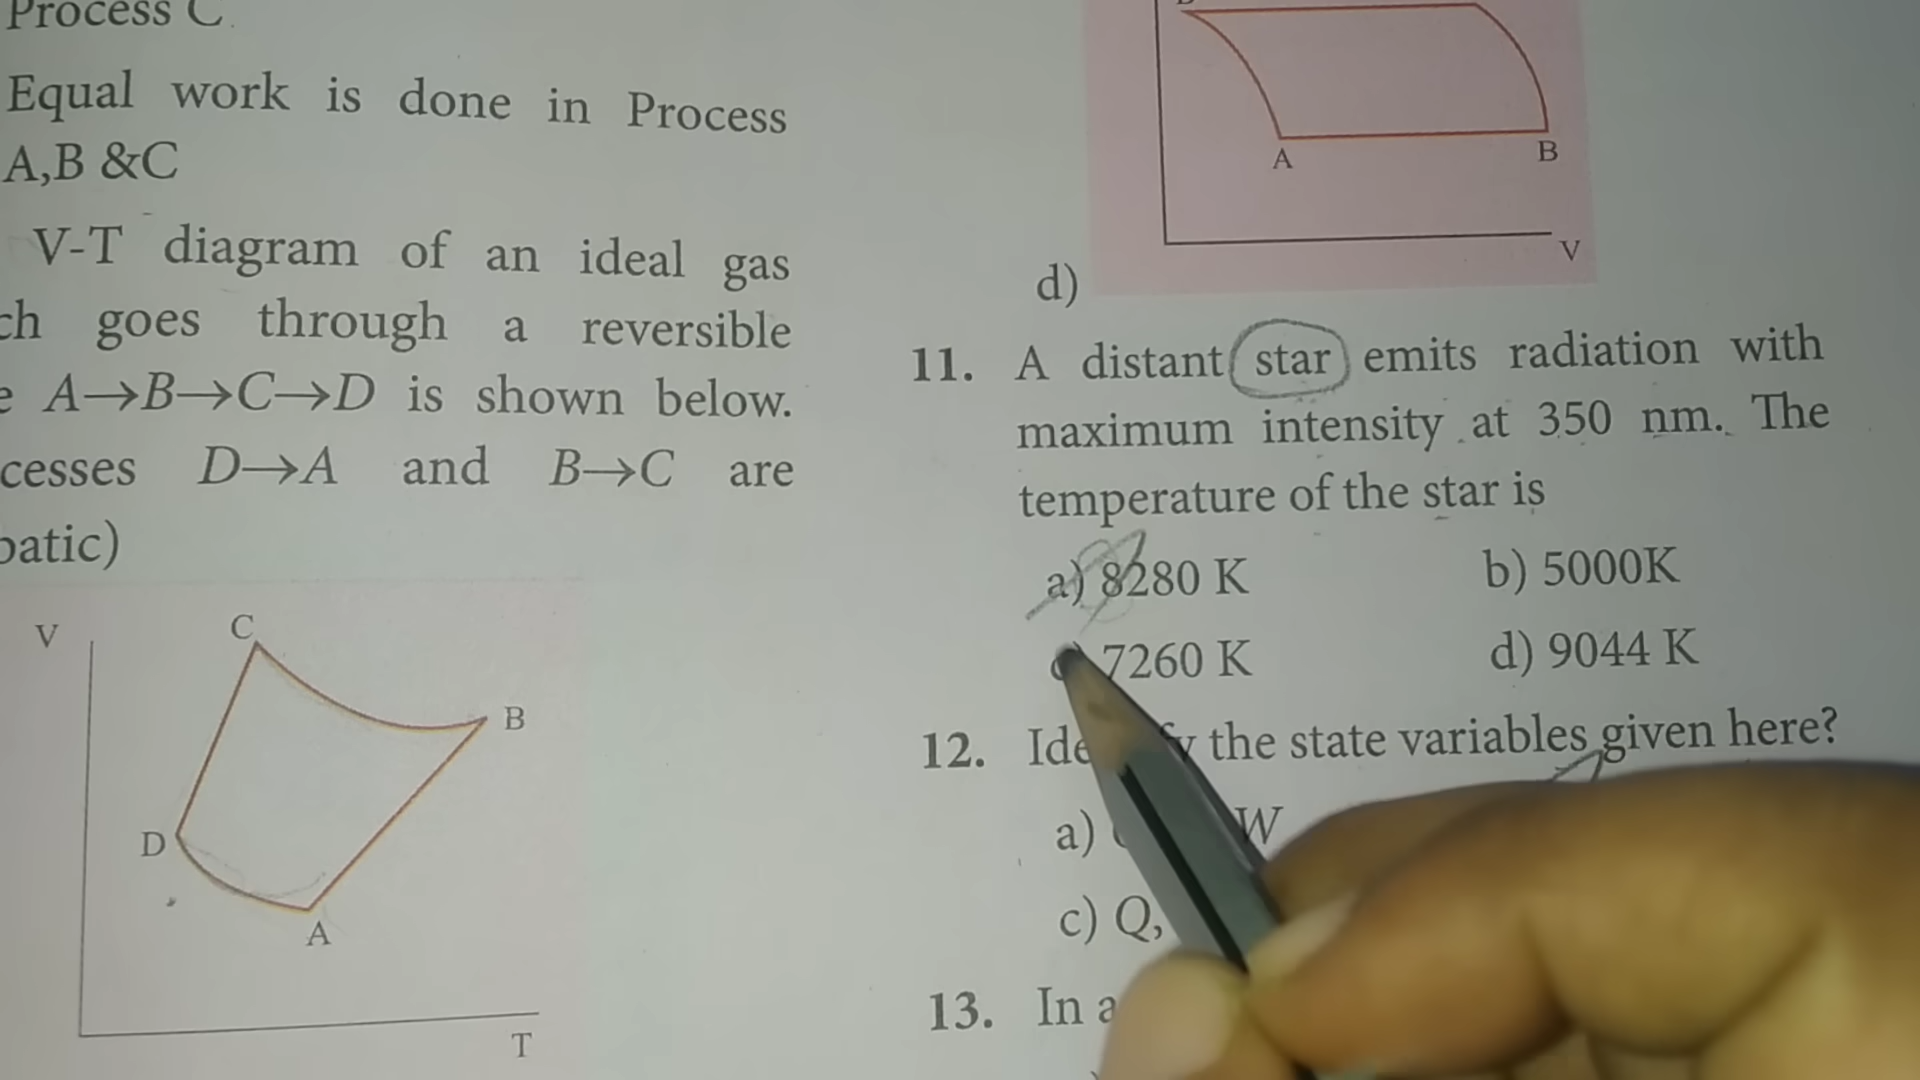 Process C
Equal work is done in Process
A,B &C
V-T diagram of an ideal gas
ch goes through a reversible
e A→B→C→D is shown below.
cesses D→A and B→C are
batic)
V
C
B
D
A
T
A
B
V
d)
11. A distant star emits radiation with
maximum intensity at 350 nm. The
temperature of the star is
a) 8280 K b) 5000K
c) 7260 K d) 9044 K
12. the state variables given here?
a) W
c) Q,
13. In a